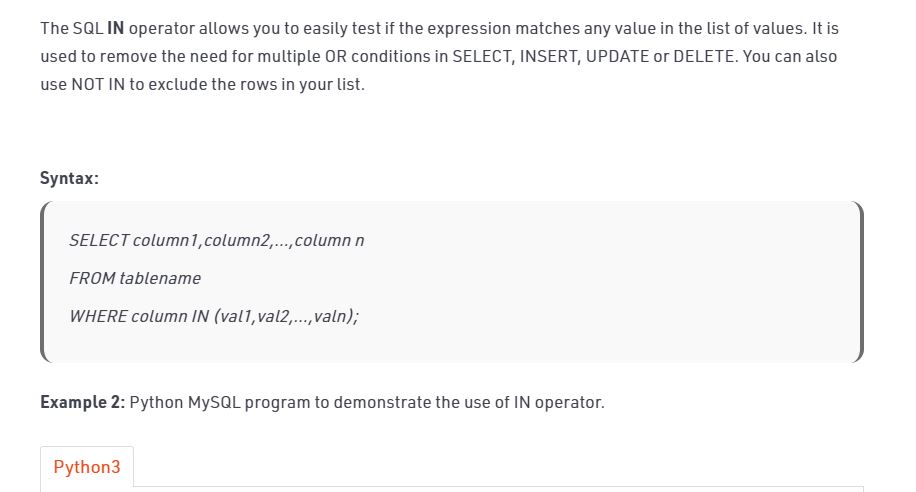 The SQL IN operator allows you to easily test if the expression matches any value in the list of values. It is
used to remove the need for multiple OR conditions in SELECT, INSERT, UPDATE or DELETE. You can also
use NOT IN to exclude the rows in your list.
Syntax:
SELECT column1,column2,...,column n
FROM tablename
WHERE column IN (val1,val2,...,valn);
Example 2: Python MySQL program to demonstrate the use of IN operator.
Python3